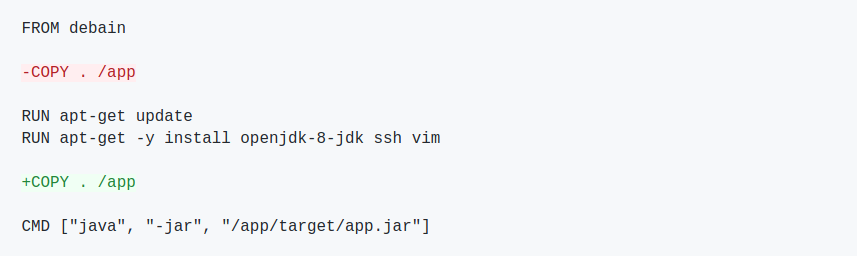 FROM debain
-COPY . /app
RUN apt-get update
RUN apt-get -y install openjdk-8-jdk ssh vim
+COPY . /app
CMD ["java", "-jar", "/app/target/app.jar"]